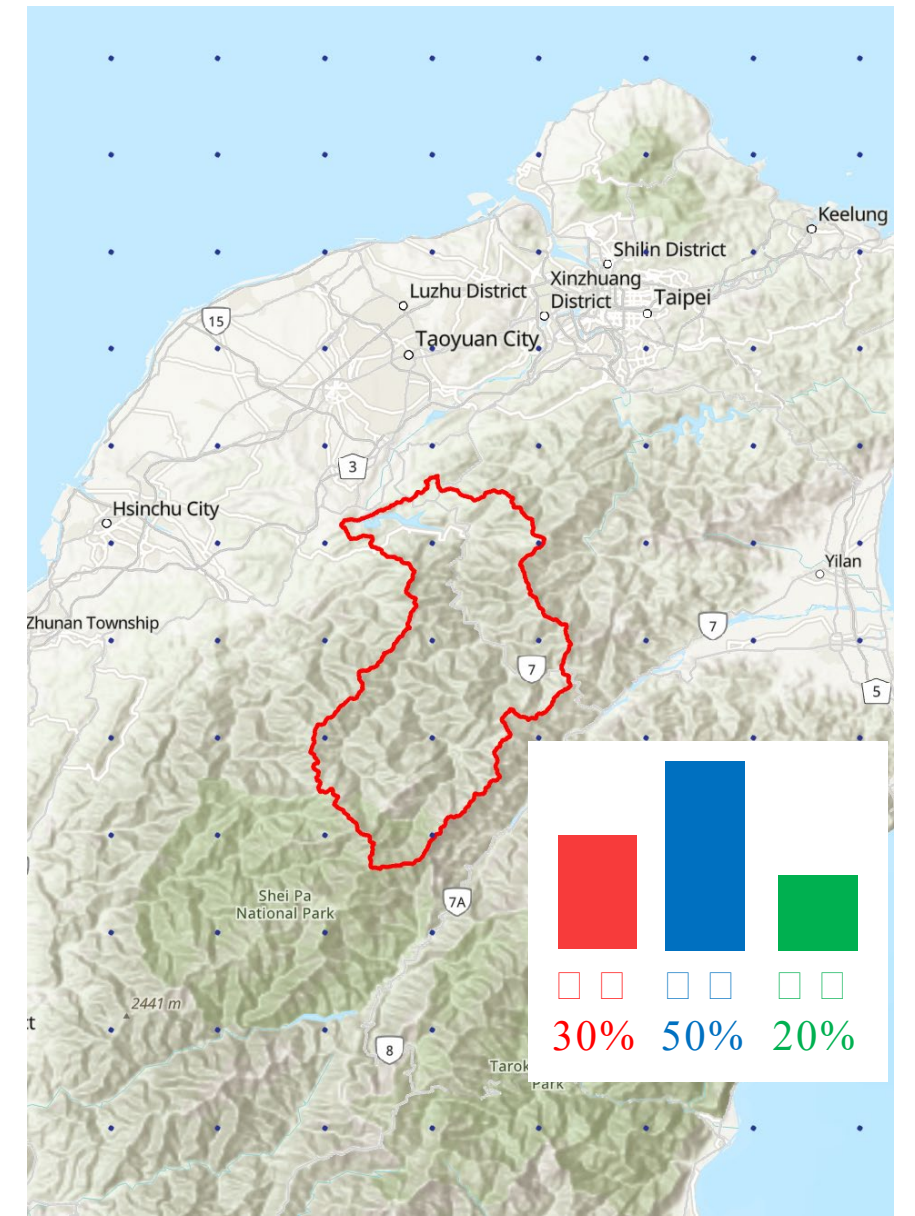 Keelung
Shilin District
Xinzhuang
District
Luzhu District
Taipei
15
Taoyuan City
3
Hsinchu City
Yilan
Zhunan Township
7
7
5
Shei Pa
National Park
7A
2441 m
8
Park
□ □ □ □ □ □
30% 50% 20%